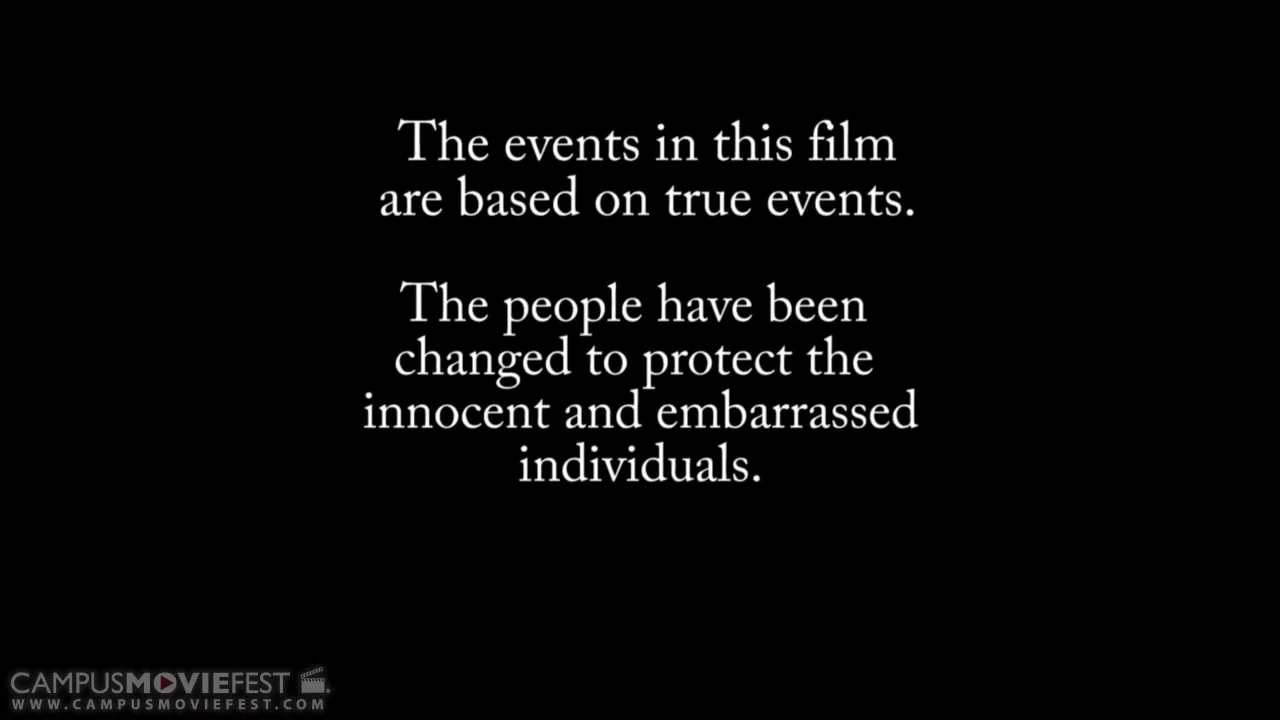 The events in this film
are based on true events.
The people have been
changed to protect the
innocent and embarrassed
individuals.
CAMPUSMOVIEFEST
WWW.CAMPUSMOVIEFEST.COM